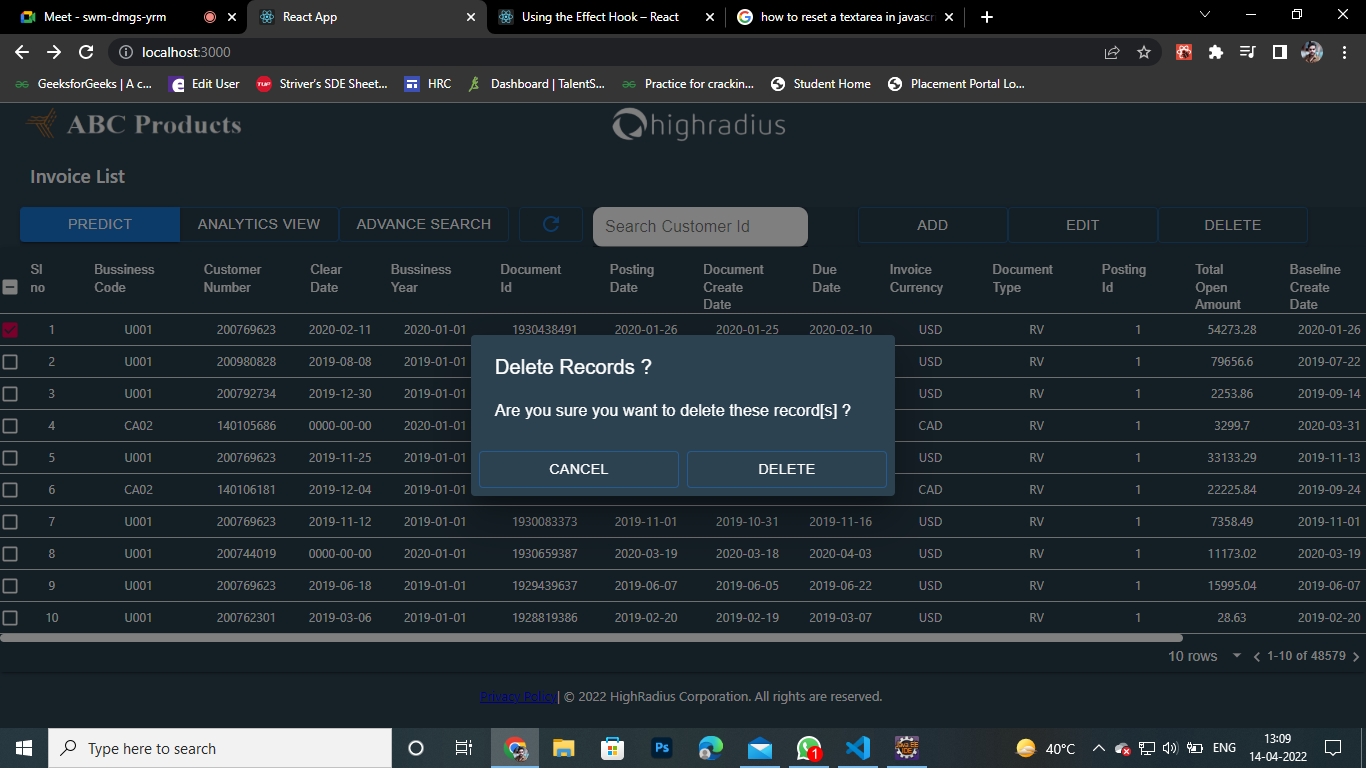 Meet - swm-dmgs-yrm
React App
Using the Effect Hook – React
how to reset a textarea in javascri
localhost:3000
GeeksforGeeks | A c...
Edit User
Striver's SDE Sheet...
HRC
Dashboard | TalentS...
Practice for crackin...
Student Home
Placement Portal Lo...
ABC Products
highradius
Invoice List
PREDICT
ANALYTICS VIEW
ADVANCE SEARCH
Search Customer Id
ADD
EDIT
DELETE
Sl no
Bussiness Code
Customer Number
Clear Date
Bussiness Year
Document Id
Posting Date
Document Create Date
Due Date
Invoice Currency
Document Type
Posting Id
Total Open Amount
Baseline Create Date
1 U001 200769623 2020-02-11 2020-01-01 1930438491 2020-01-26 2020-01-25 2020-02-10 USD RV 1 54273.28 2020-01-26
2 U001 200980828 2019-08-08 2019-01-01 USD RV 1 79656.6 2019-07-22
3 U001 200792734 2019-12-30 2019-01-01 USD RV 1 2253.86 2019-09-14
4 CA02 140105686 0000-00-00 2020-01-01 CAD RV 1 3299.7 2020-03-31
5 U001 200769623 2019-11-25 2019-01-01 USD RV 1 33133.29 2019-11-13
6 CA02 140106181 2019-12-04 2019-01-01 CAD RV 1 22225.84 2019-09-24
7 U001 200769623 2019-11-12 2019-01-01 1930083373 2019-11-01 2019-10-31 2019-11-16 USD RV 1 7358.49 2019-11-01
8 U001 200744019 0000-00-00 2020-01-01 1930659387 2020-03-19 2020-03-18 2020-04-03 USD RV 1 11173.02 2020-03-19
9 U001 200769623 2019-06-18 2019-01-01 1929439637 2019-06-07 2019-06-05 2019-06-22 USD RV 1 15995.04 2019-06-07
10 U001 200762301 2019-03-06 2019-01-01 1928819386 2019-02-20 2019-02-19 2019-03-07 USD RV 1 28.63 2019-02-20
Delete Records ?
Are you sure you want to delete these record[s] ?
CANCEL
DELETE
10 rows
1-10 of 48579
Privacy Policy| © 2022 HighRadius Corporation. All rights are reserved.
Type here to search
Ps
1
40°C
ENG
13:09
14-04-2022